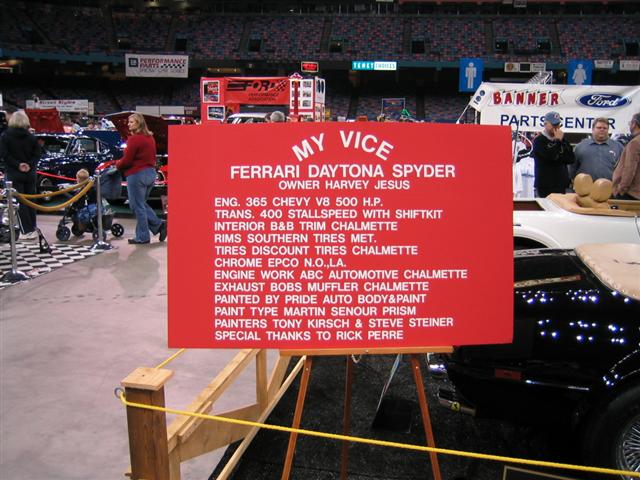 PERFORMANCE
PARTS
FORD
BANNER Ford
PARTS CENTER
MY VICE
FERRARI DAYTONA SPYDER
OWNER HARVEY JESUS
ENG. 365 CHEVY V8 500 H.P.
TRANS. 400 STALLSPEED WITH SHIFTKIT
INTERIOR B&B TRIM CHALMETTE
RIMS SOUTHERN TIRES MET.
TIRES DISCOUNT TIRES CHALMETTE
CHROME EPCO N.O.,LA.
ENGINE WORK ABC AUTOMOTIVE CHALMETTE
EXHAUST BOBS MUFFLER CHALMETTE
PAINTED BY PRIDE AUTO BODY&PAINT
PAINT TYPE MARTIN SENOUR PRISM
PAINTERS TONY KIRSCH & STEVE STEINER
SPECIAL THANKS TO RICK PERRE